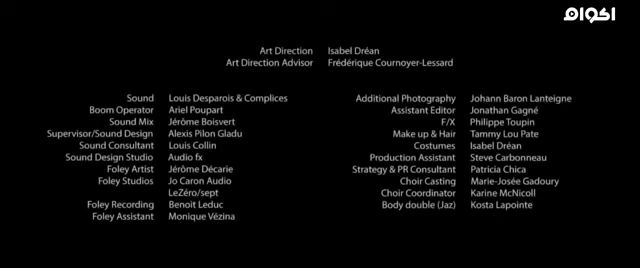 اكوام
Art Direction Isabel Dréan
Art Direction Advisor Frédérique Cournoyer-Lessard
Sound Louis Desparois & Complices
Boom Operator Ariel Poupart
Sound Mix Jérôme Boisvert
Supervisor/Sound Design Alexis Pilon Gladu
Sound Consultant Louis Collin
Sound Design Studio Audio fx
Foley Artist Jérôme Décarie
Foley Studios Jo Caron Audio
LeZéro/sept
Foley Recording Benoit Leduc
Foley Assistant Monique Vézina
Additional Photography Johann Baron Lanteigne
Assistant Editor Jonathan Gagné
F/X Philippe Toupin
Make up & Hair Tammy Lou Pate
Costumes Isabel Dréan
Production Assistant Steve Carbonneau
Strategy & PR Consultant Patricia Chica
Choir Casting Marie-Josée Gadoury
Choir Coordinator Karine McNicoll
Body double (Jaz) Kosta Lapointe